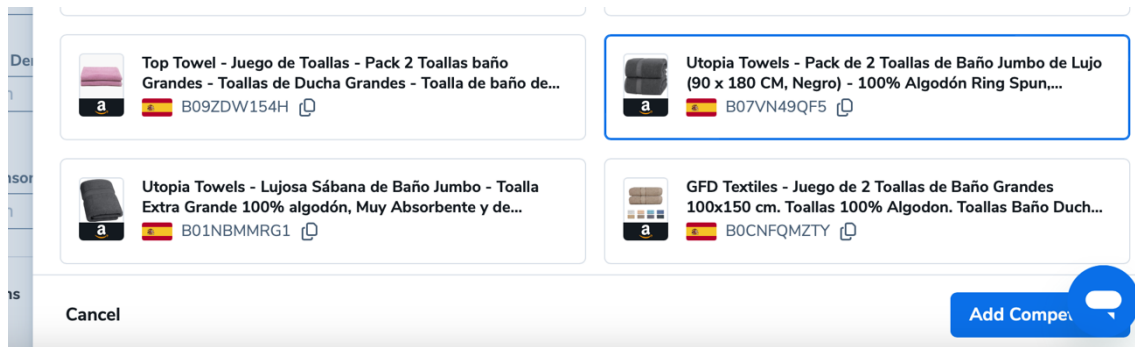 Der
Top Towel - Juego de Toallas - Pack 2 Toallas baño
Grandes - Toallas de Ducha Grandes - Toalla de baño de...
a
B09ZDW154H
Utopia Towels - Pack de 2 Toallas de Baño Jumbo de Lujo
(90 x 180 CM, Negro) - 100% Algodón Ring Spun,...
a
B07VN49QF5
nsor
Utopia Towels - Lujosa Sábana de Baño Jumbo - Toalla
Extra Grande 100% algodón, Muy Absorbente y de...
a
B01NBMMRG1
GFD Textiles - Juego de 2 Toallas de Baño Grandes
100x150 cm. Toallas 100% Algodon. Toallas Baño Duch...
a
B0CNFQMZTY
ns
Cancel
Add Compe